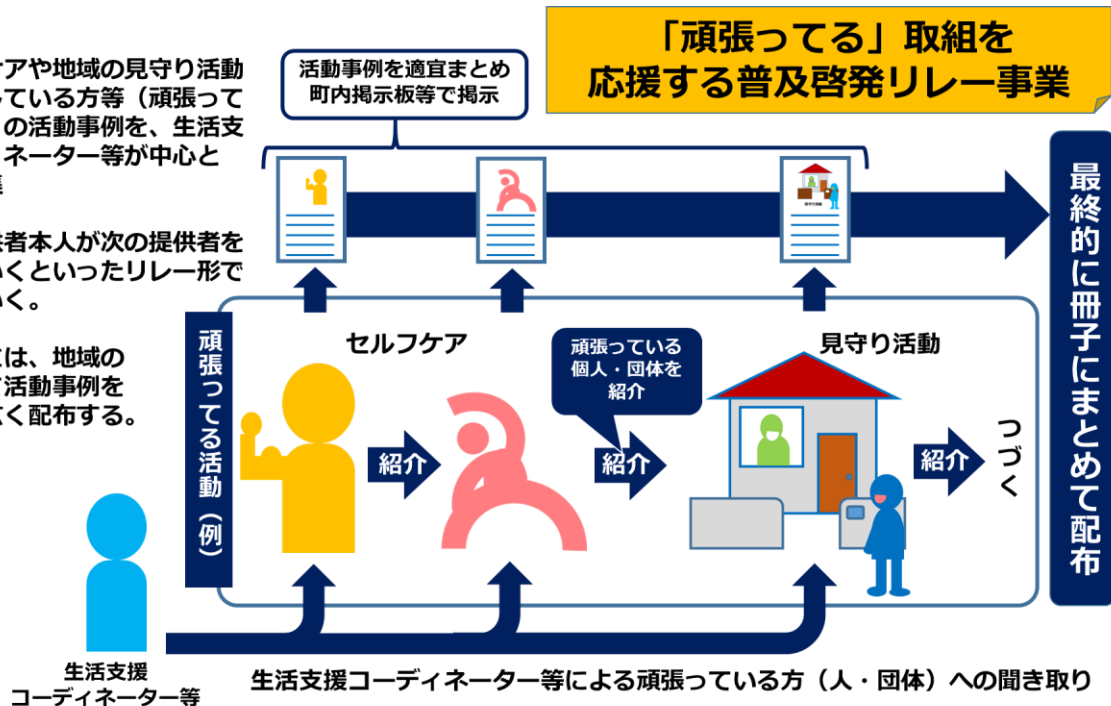 「頑張ってる」取組を
応援する普及啓発リレー事業
アや地域の見守り活動
ている方等（頑張って
の活動事例を、生活支
ネーター等が中心と
者本人が次の提供者を
いくといったリレー形で
いく。
は、地域の
活動事例を
く配布する。
活動事例を適宜まとめ
町内掲示板等で掲示
見守り活動
最終的に冊子にまとめて配布
頑張ってる活動（例）
セルフケア
頑張っている
個人・団体を
紹介
見守り活動
紹介
紹介
紹介
つづく
生活支援
コーディネーター等
生活支援コーディネーター等による頑張っている方（人・団体）への聞き取り